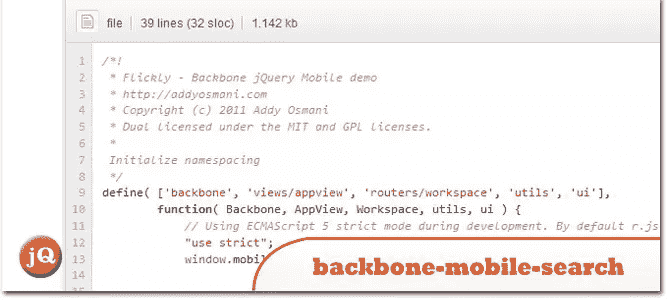 file 39 lines (32 sloc) 1.142 kb
1 /*!
2 * Flickly - Backbone jQuery Mobile demo
3 * http://addyosmani.com
4 * Copyright (c) 2011 Addy Osmani
5 * Dual licensed under the MIT and GPL licenses.
6 *
7 Initialize namespacing
8 */
9 define( ['backbone', 'views/appview', 'routers/workspace', 'utils', 'ui'],
10 function( Backbone, AppView, Workspace, utils, ui ) {
11 // Using ECMAScript 5 strict mode during development. By default r.js
12 "use strict";
13 window.mobil
14
15
jQ
backbone-mobile-search